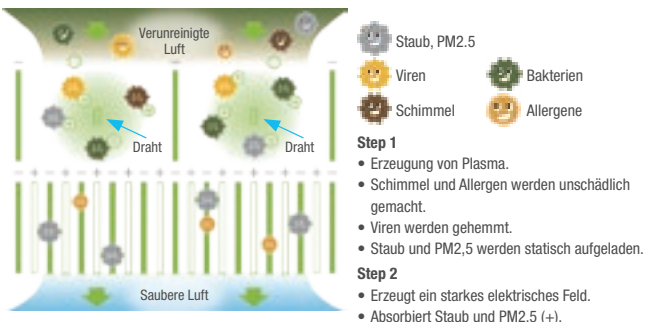 Verunreinigte
Luft
Draht
Draht
Saubere Luft
Staub, PM2.5
Viren
Bakterien
Schimmel
Allergene
Step 1
• Erzeugung von Plasma.
• Schimmel und Allergen werden unschädlich
gemacht.
• Viren werden gehemmt.
• Staub und PM2,5 werden statisch aufgeladen.
Step 2
• Erzeugt ein starkes elektrisches Feld.
• Absorbiert Staub und PM2.5 (+).